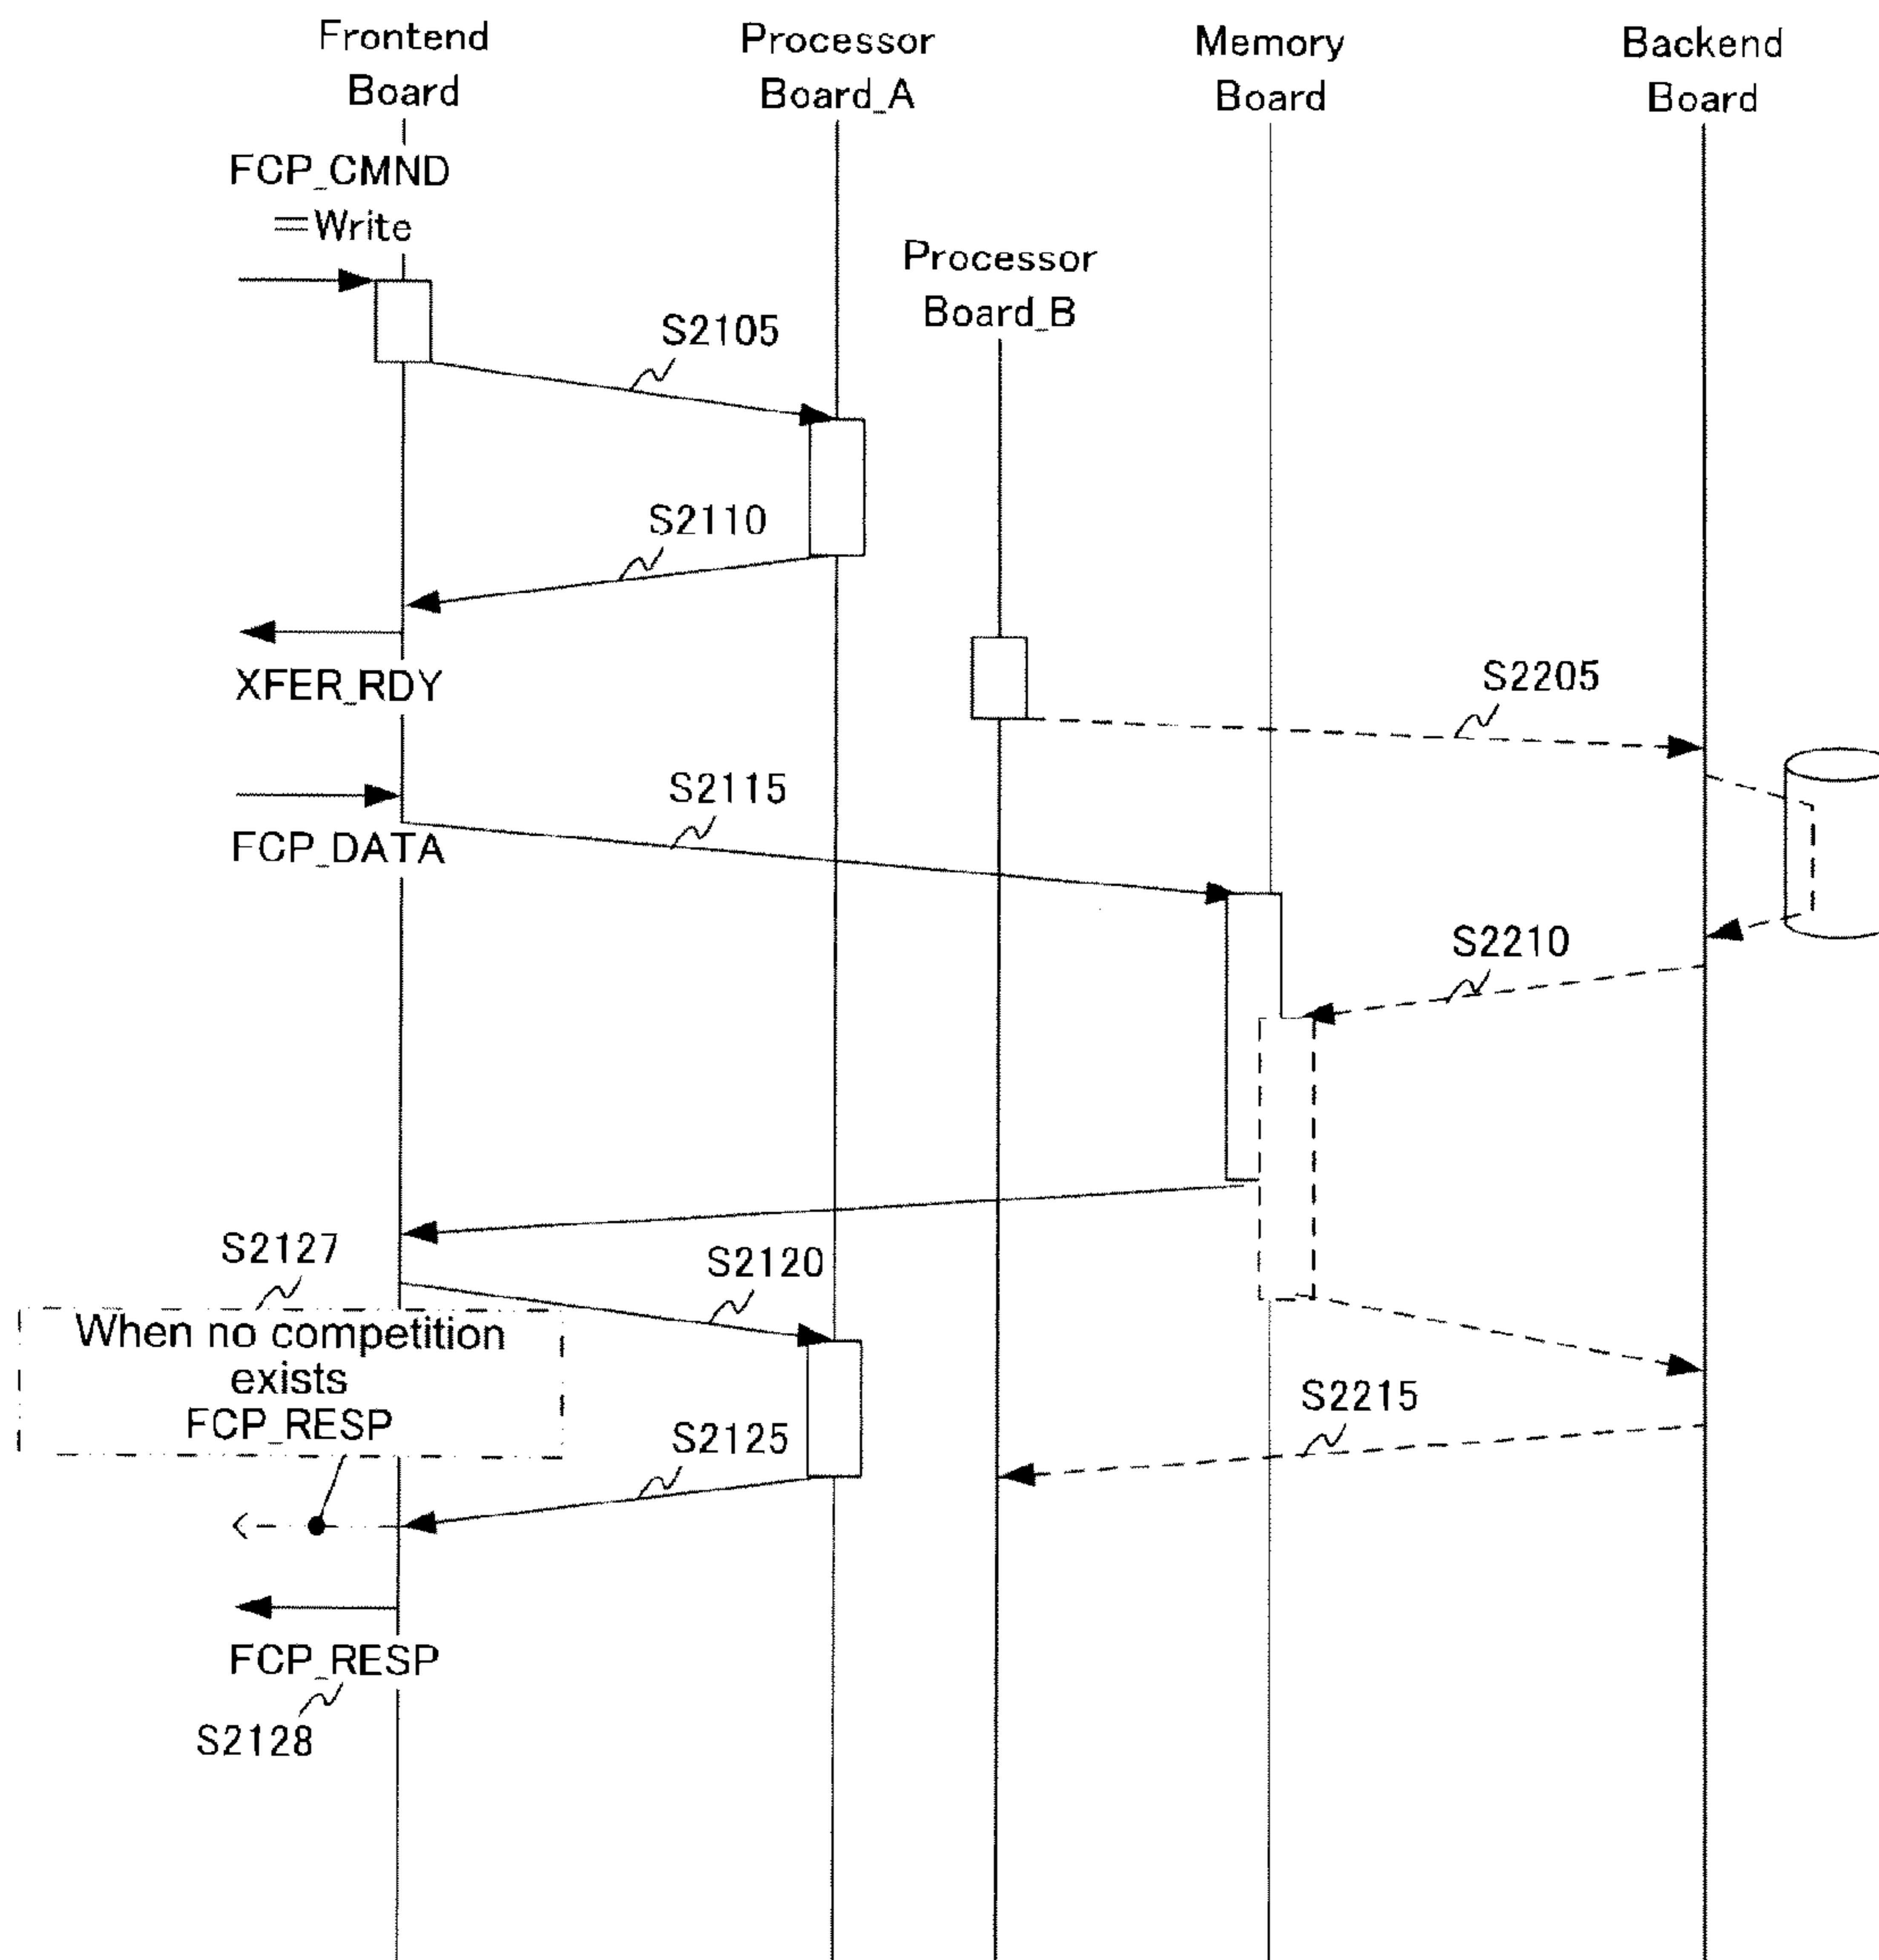 Frontend
Board
Processor
Board_A
Memory
Board
Backend
Board
FCP_CMND
=Write
Processor
Board_B
S2105
S2110
XFER_RDY
S2205
S2115
FCP_DATA
S2210
S2127
S2120
When no competition
exists
FCP_RESP
S2215
S2125
FCP_RESP
S2128